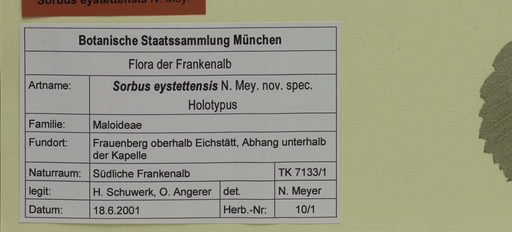 Sorbus eystettensis N. Mey.
Botanische Staatssammlung München
Flora der Frankenalb
Artname: Sorbus eystettensis N. Mey. nov. spec.
Holotypus
Familie: Maloideae
Fundort: Frauenberg oberhalb Eichstätt, Abhang unterhalb
der Kapelle
Naturraum: Südliche Frankenalb TK 7133/1
legit: H. Schuwerk, O. Angerer det. N. Meyer
Datum: 18.6.2001 Herb.-Nr: 10/1